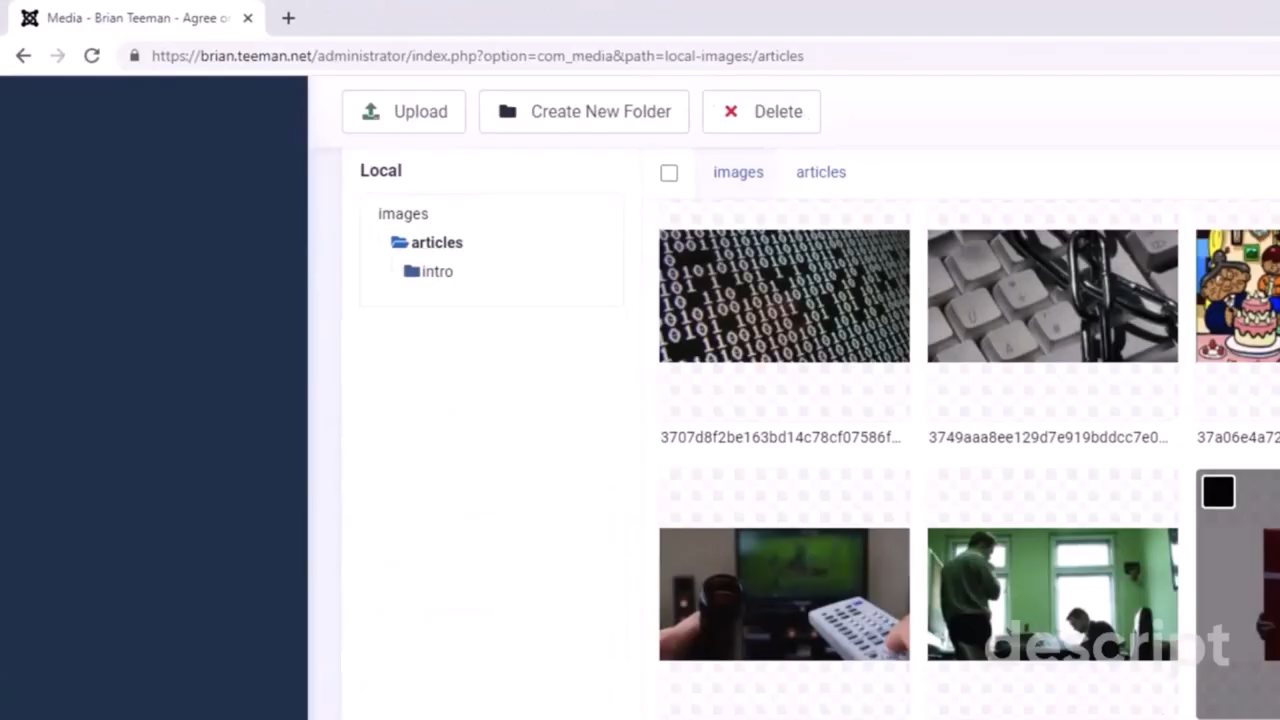 Media - Brian Teeman - Agree or
https://brian.teeman.net/administrator/index.php?option=com_media&path=local-images:/articles
Upload
Create New Folder
Delete
Local
images
articles
images
articles
intro
3707d8f2be163bd14c78cf07586f...
3749aaa8ee129d7e919bddcc7e0...
37a06e4a72
descript